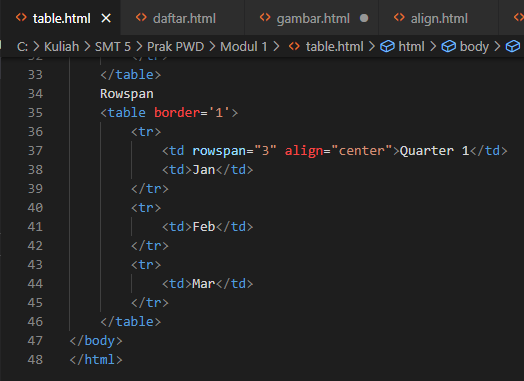 table.html
daftar.html
gambar.html
align.html
C: > Kuliah > SMT 5 > Prak PWD > Modul 1 > table.html > html > body >
32 </tr>
33 </table>
34 Rowspan
35 <table border='1'>
36 <tr>
37 <td rowspan="3" align="center">Quarter 1</td>
38 <td>Jan</td>
39 </tr>
40 <tr>
41 <td>Feb</td>
42 </tr>
43 <tr>
44 <td>Mar</td>
45 </tr>
46 </table>
47 </body>
48 </html>